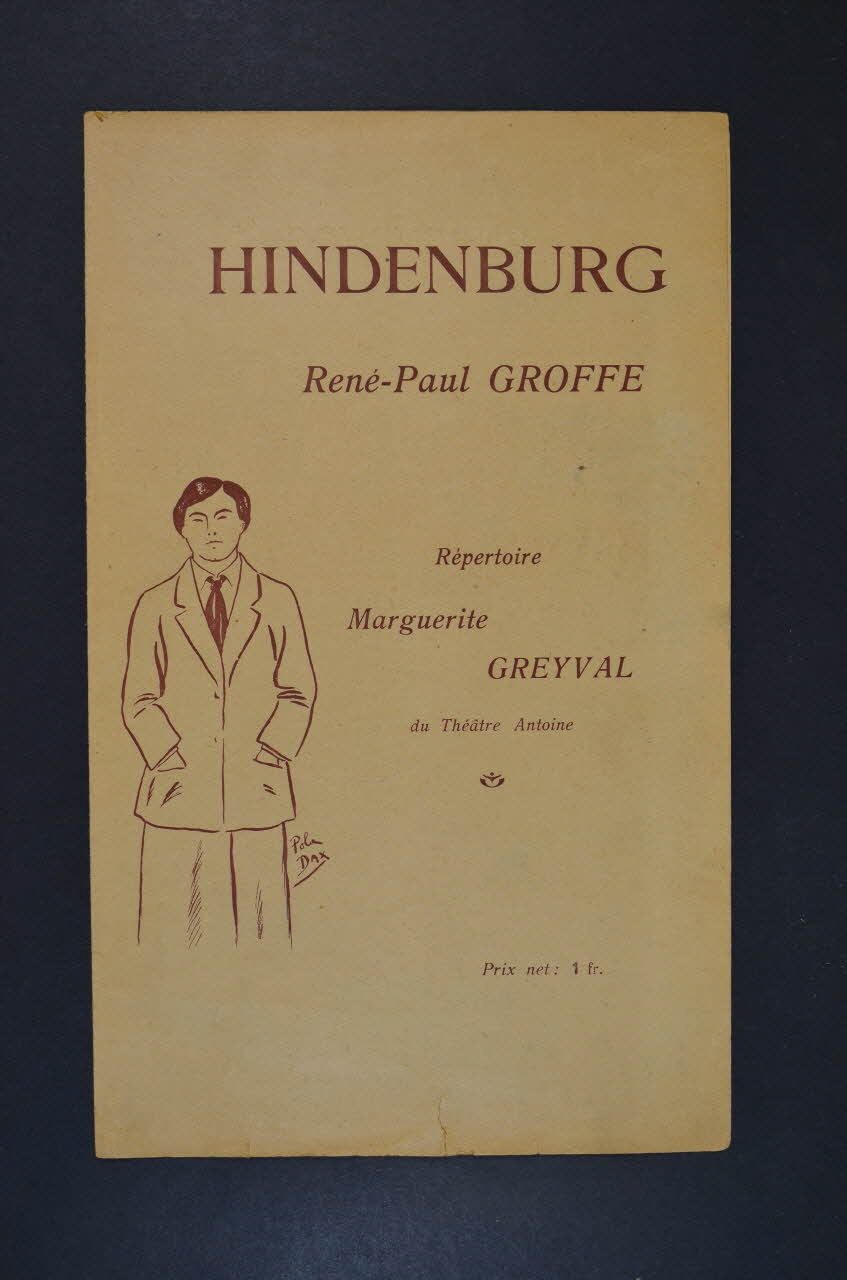 HINDENBURG
René-Paul GROFFE
Répertoire
Marguerite
GREYVAL
du Théâtre Antoine
Pola
DAX
Prix net : 1 fr.